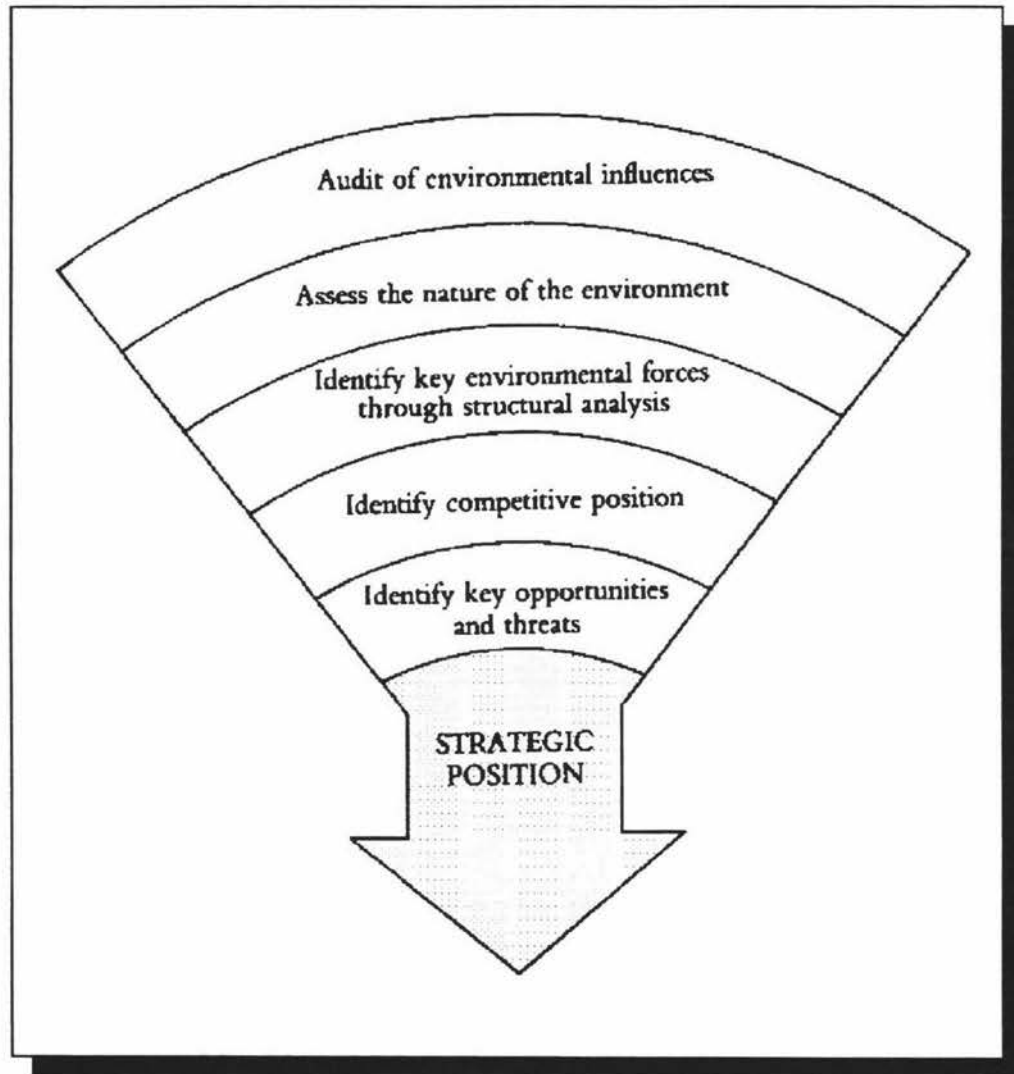 Audit of environmental influences
Assess the nature of the environment
Identify key environmental forces
through structural analysis
Identify competitive position
Identify key opportunities
and threats
STRATEGIC
POSITION